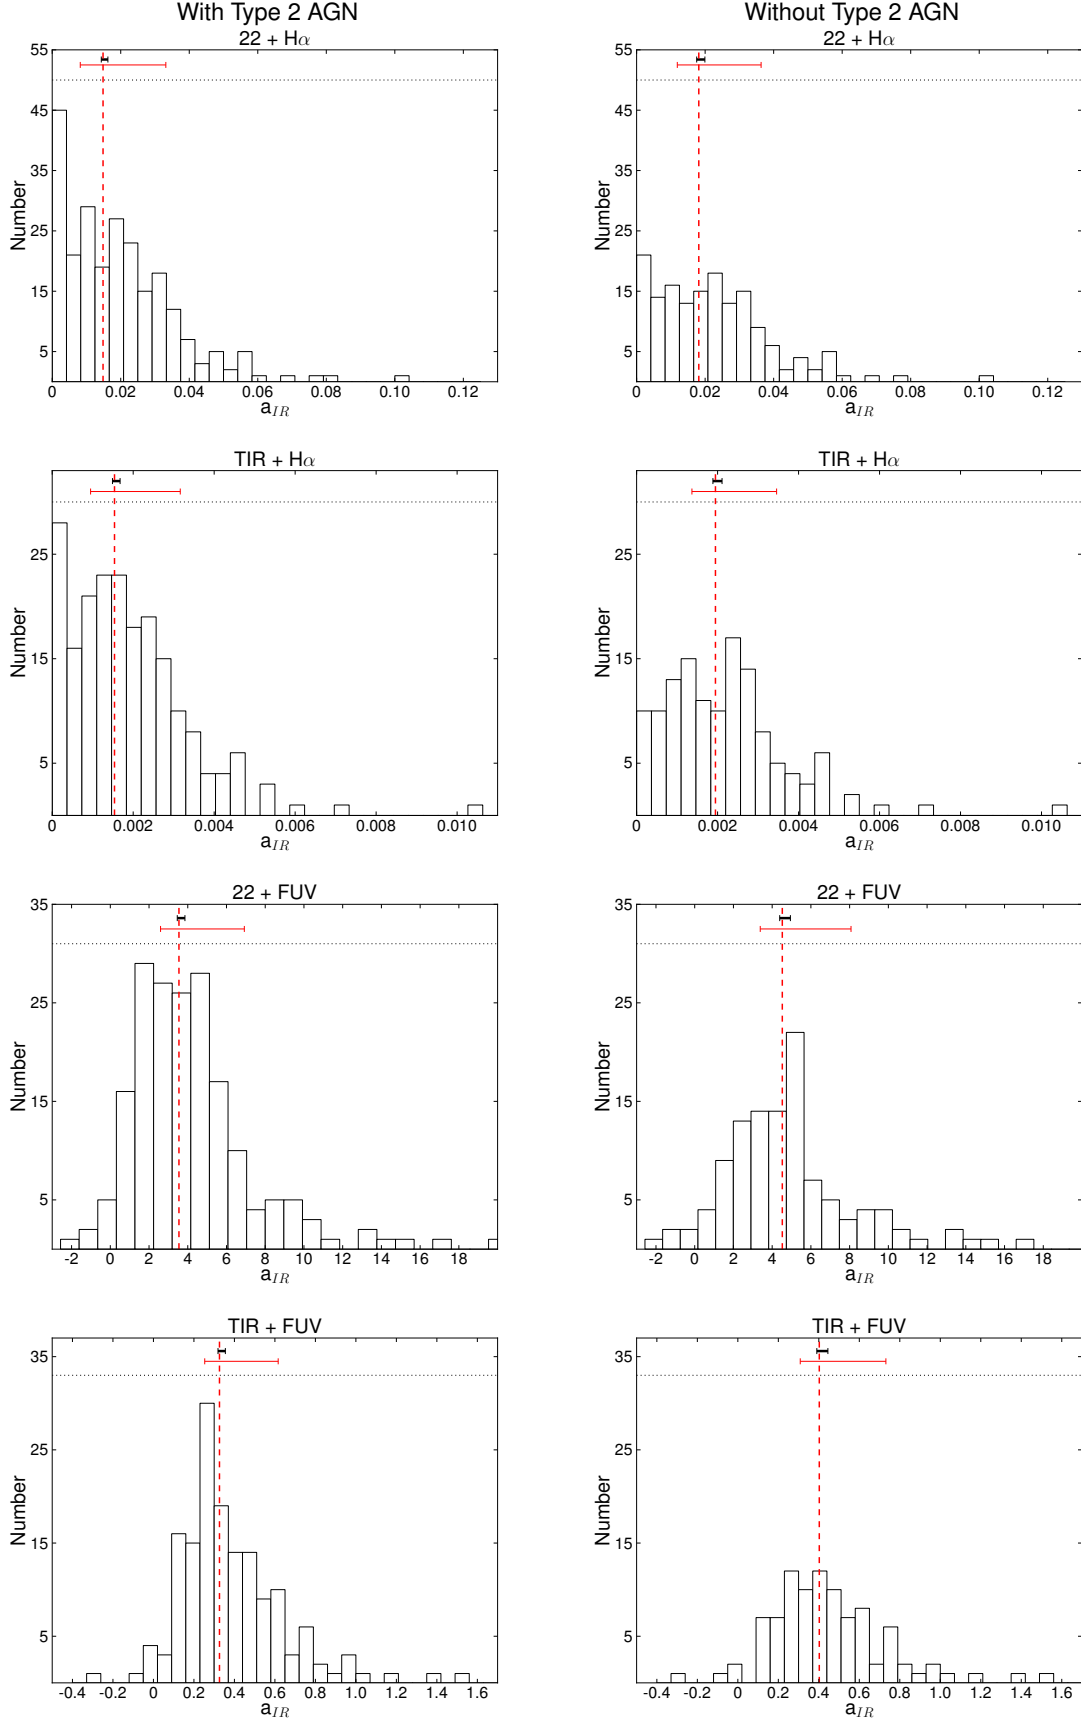 With Type 2 AGN
Without Type 2 AGN
22 + Hα
55
45
35
25
15
5
Number
0 0.02 0.04 0.06 0.08 0.10 0.12
a_IR
22 + Hα
55
45
35
25
15
5
Number
0 0.02 0.04 0.06 0.08 0.10 0.12
a_IR
TIR + Hα
25
15
5
Number
0 0.002 0.004 0.006 0.008 0.010
a_IR
TIR + Hα
25
15
5
Number
0 0.002 0.004 0.006 0.008 0.010
a_IR
22 + FUV
35
25
15
5
Number
-2 0 2 4 6 8 10 12 14 16 18
a_IR
22 + FUV
35
25
15
5
Number
-2 0 2 4 6 8 10 12 14 16 18
a_IR
TIR + FUV
35
25
15
5
Number
-0.4 -0.2 0 0.2 0.4 0.6 0.8 1.0 1.2 1.4 1.6
a_IR
TIR + FUV
35
25
15
5
Number
-0.4 -0.2 0 0.2 0.4 0.6 0.8 1.0 1.2 1.4 1.6
a_IR